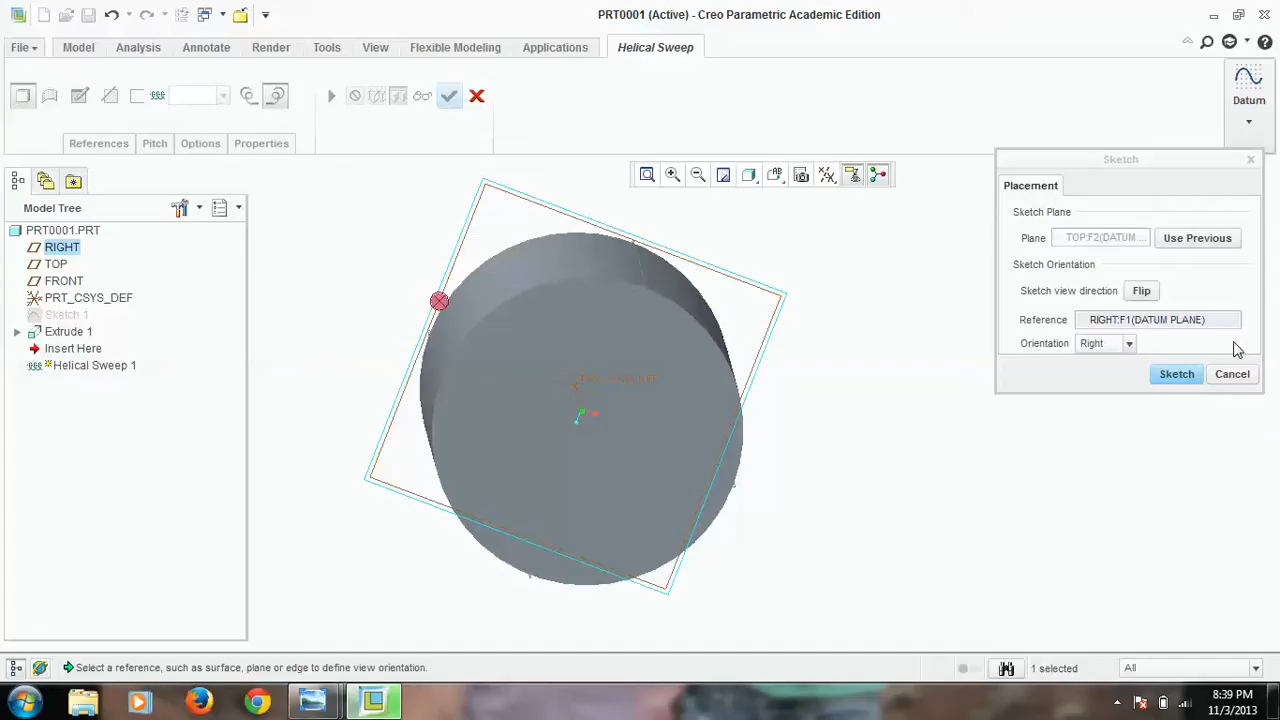 PRT0001 (Active) - Creo Parametric Academic Edition
File Model Analysis Annotate Render Tools View Flexible Modeling Applications Helical Sweep
Datum
References Pitch Options Properties
Sketch
Placement
Sketch Plane
Plane TOP:F2(DATUM ... Use Previous
Sketch Orientation
Sketch view direction Flip
Reference RIGHT:F1(DATUM PLANE)
Orientation Right
Sketch Cancel
Model Tree
PRT0001.PRT
RIGHT
TOP
FRONT
PRT_CSYS_DEF
Sketch 1
Extrude 1
Insert Here
Helical Sweep 1
PRT_CSYS_DEF
Select a reference, such as surface, plane or edge to define view orientation.
1 selected
All
8:39 PM
11/3/2013